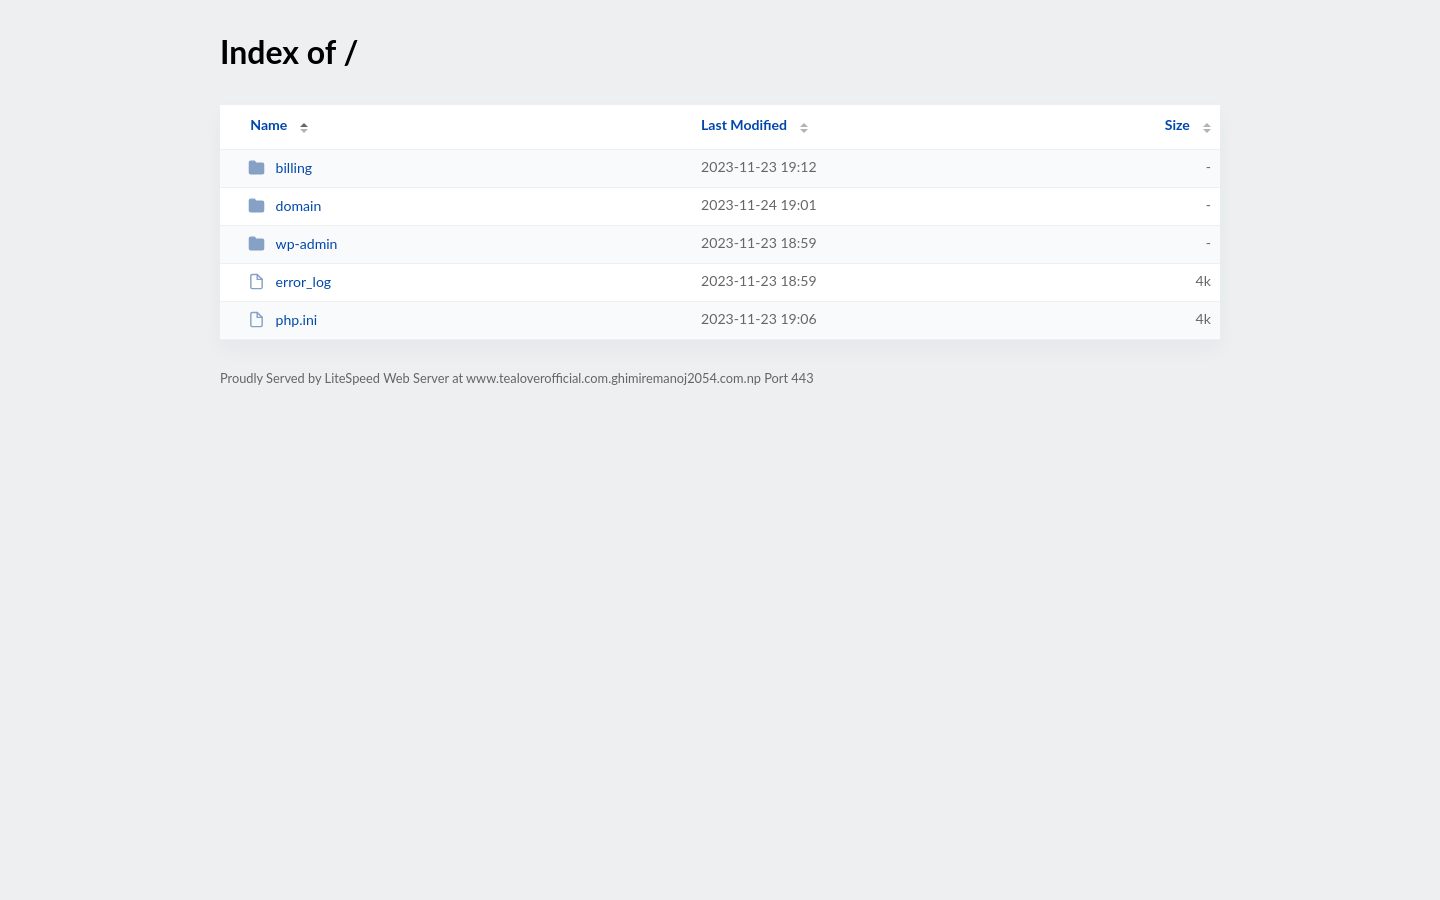 Index of /
Name Last Modified Size
billing 2023-11-23 19:12 -
domain 2023-11-24 19:01 -
wp-admin 2023-11-23 18:59 -
error_log 2023-11-23 18:59 4k
php.ini 2023-11-23 19:06 4k
Proudly Served by LiteSpeed Web Server at www.tealoverofficial.com.ghimiremanoj2054.com.np Port 443